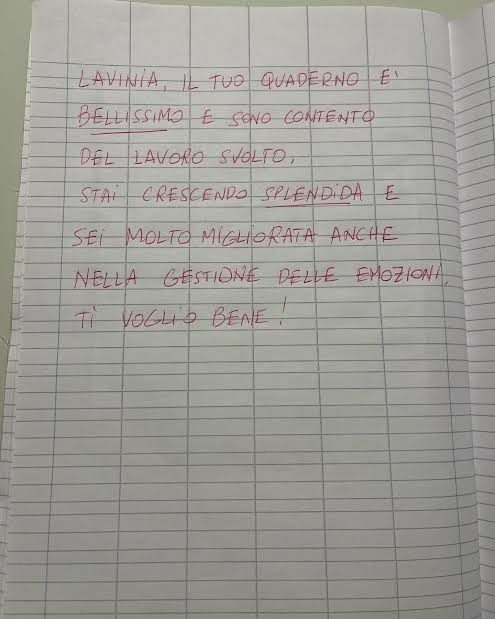 LAVINIA, IL TUO QUADERNO E'
BELLISSIMO E SONO CONTENTO
DEL LAVORO SVOLTO,
STAI CRESCENDO SPLENDIDA E
SEI MOLTO MIGLIORATA ANCHE
NELLA GESTIONE DELLE EMOZIONI,
TI VOGLIO BENE!